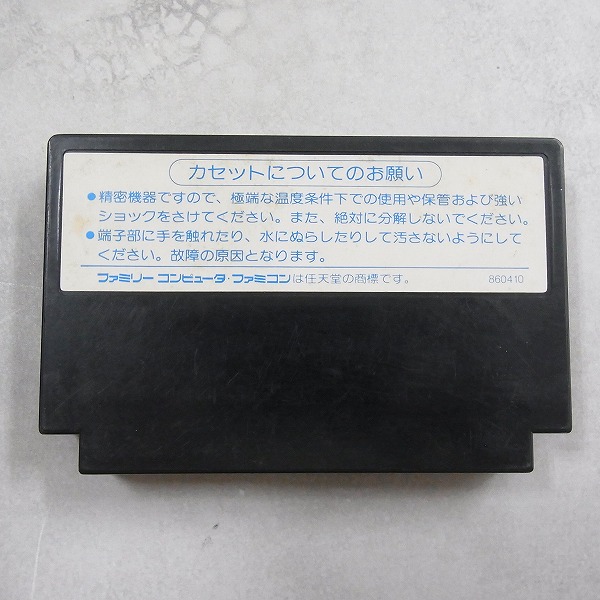 カセットについてのお願い
●精密機器ですので、極端な温度条件下での使用や保管および強い
ショックをさけてください。また、絶対に分解しないでください。
●端子部に手を触れたり、水にぬらしたりして汚さないようにして
ください。故障の原因となります。
ファミリーコンピュータ・ファミコンは任天堂の商標です。 860410